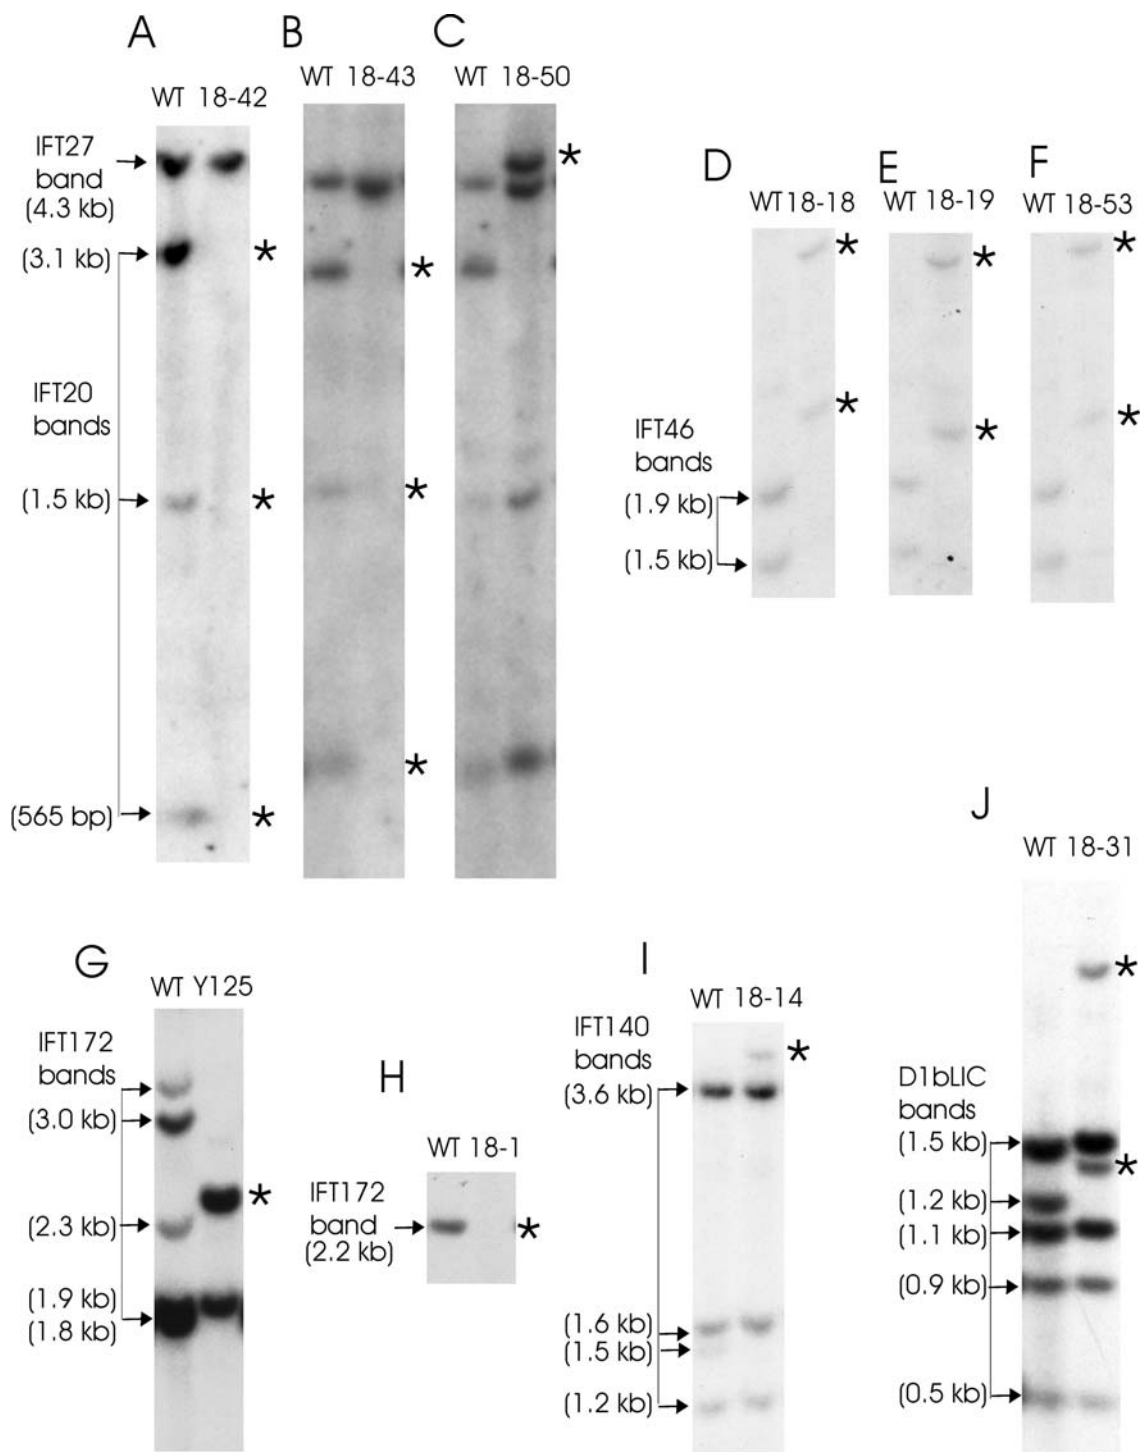 A
WT 18-42
IFT27
band
(4.3 kb)
(3.1 kb)
*
IFT20
bands
(1.5 kb)
*
(565 bp)
*
B
WT 18-43
*
*
*
C
WT 18-50
*
D
WT 18-18
*
*
IFT46
bands
(1.9 kb)
(1.5 kb)
E
WT 18-19
*
*
F
WT 18-53
*
*
G
WT Y125
IFT172
bands
(3.0 kb)
*
(2.3 kb)
(1.9 kb)
(1.8 kb)
H
WT 18-1
IFT172
band
(2.2 kb)
*
I
WT 18-14
IFT140
bands
*
(3.6 kb)
(1.6 kb)
(1.5 kb)
(1.2 kb)
J
WT 18-31
*
D1bLIC
bands
(1.5 kb)
*
(1.2 kb)
(1.1 kb)
(0.9 kb)
(0.5 kb)